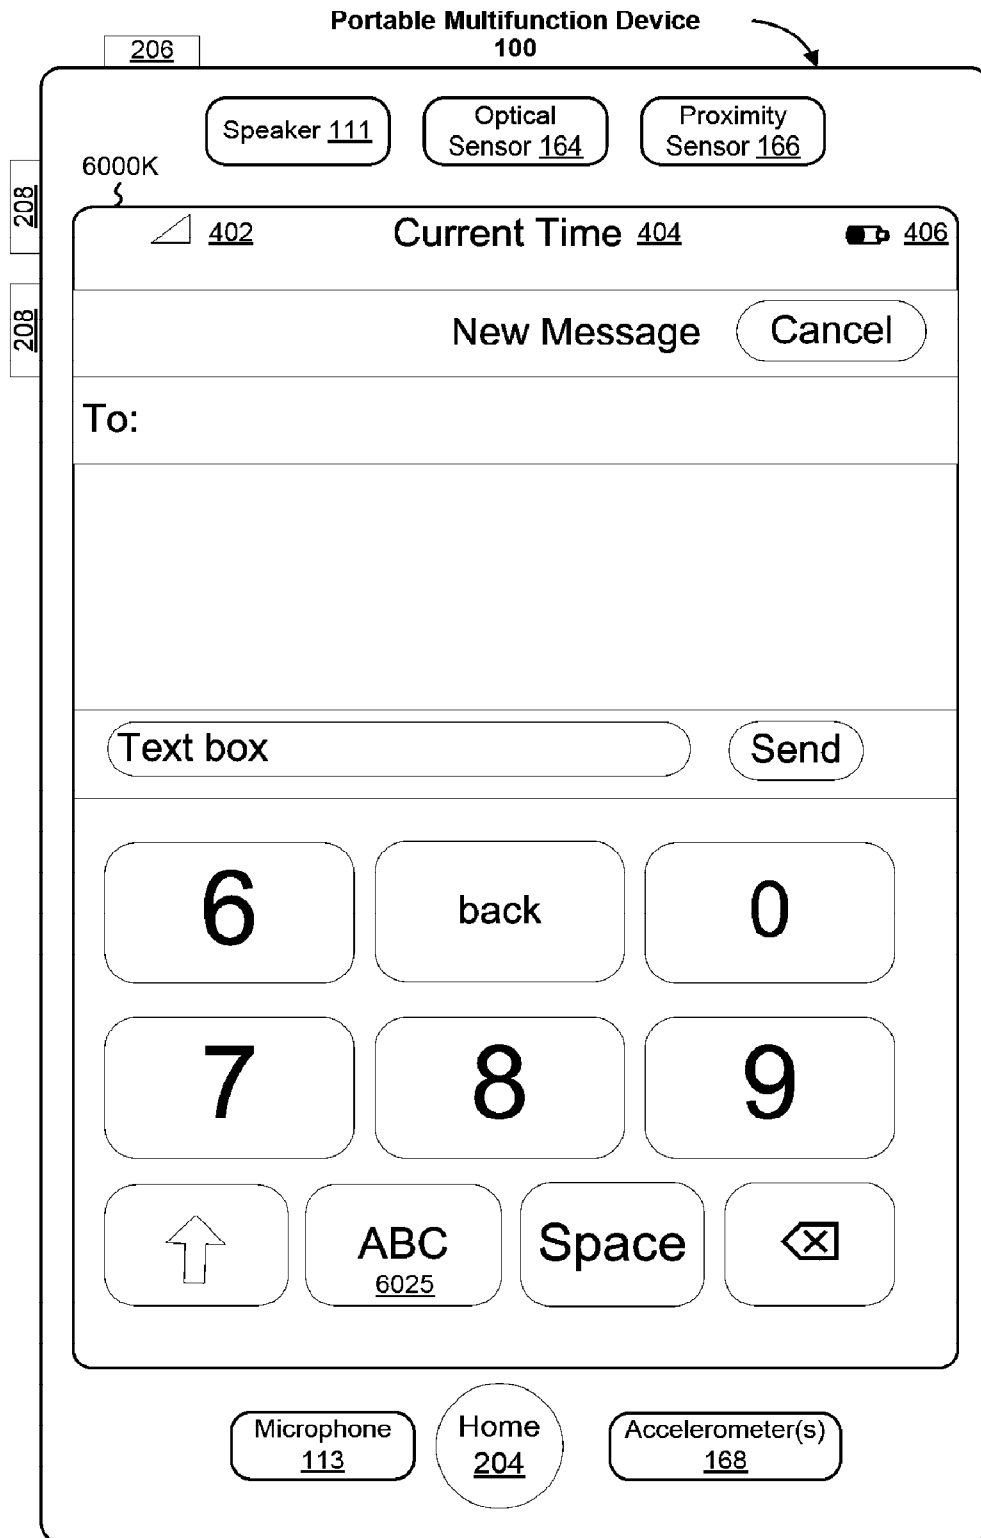 Portable Multifunction Device
100
206
Speaker 111
Optical
Sensor 164
Proximity
Sensor 166
6000K
208
402
Current Time 404
406
208
New Message
Cancel
To:
Text box
Send
6
back
0
7
8
9
ABC
6025
Space
Microphone
113
Home
204
Accelerometer(s)
168